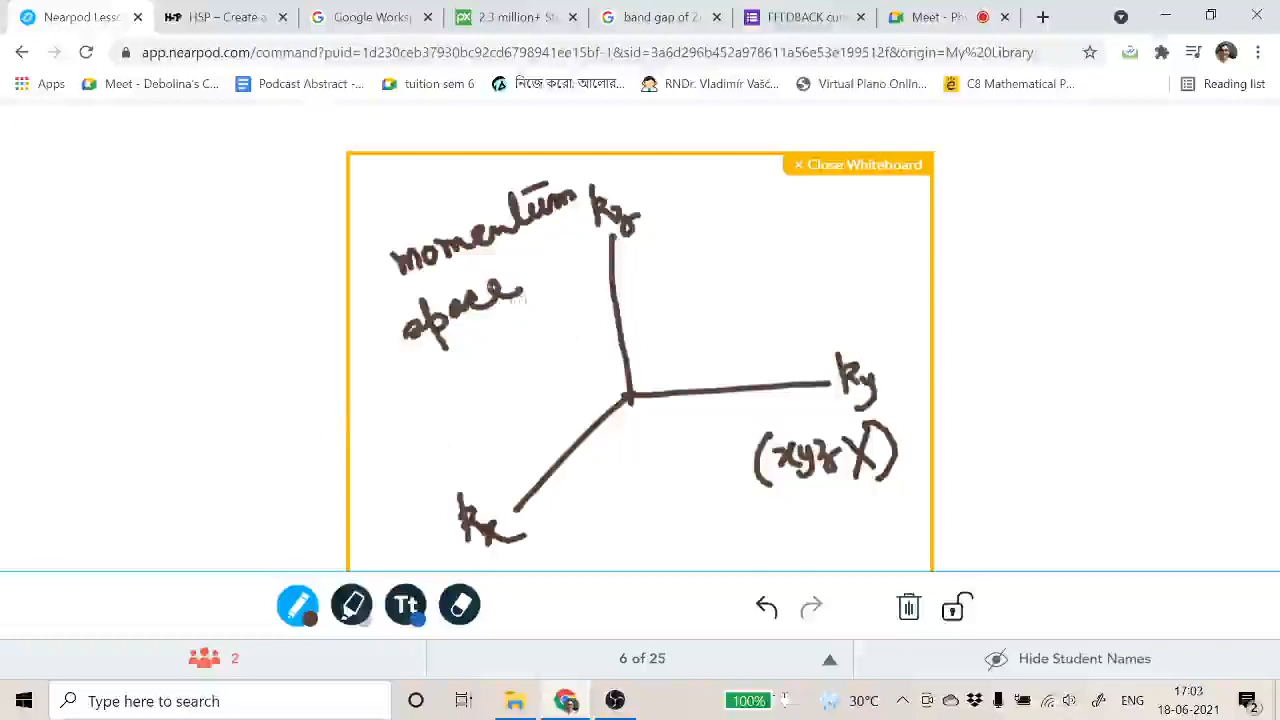 Nearpod Less
HSP – Create a
Google Works
3 million+ St
band gap of Z
FEEDBACK
Meet - Ph
app.nearpod.com/command?puid=1d230ceb37930bc92cd6798941ee15bf-1&sid=3a6d296b452a978611a56e53e199512f&origin=My%20Library
Apps
Meet - Debolina's C...
Podcast Abstract -...
tuition sem 6
নিজে করো: আলোর...
RNDr. Vladimír Vašč...
Virtual Piano Onlin...
C8 Mathematical P...
Reading list
× Close Whiteboard
momentum
space
kz
ky
(xyz X)
kx
Tt
2
6 of 25
Hide Student Names
Type here to search
100%
30°C
ENG
17:03
18-06-2021
2